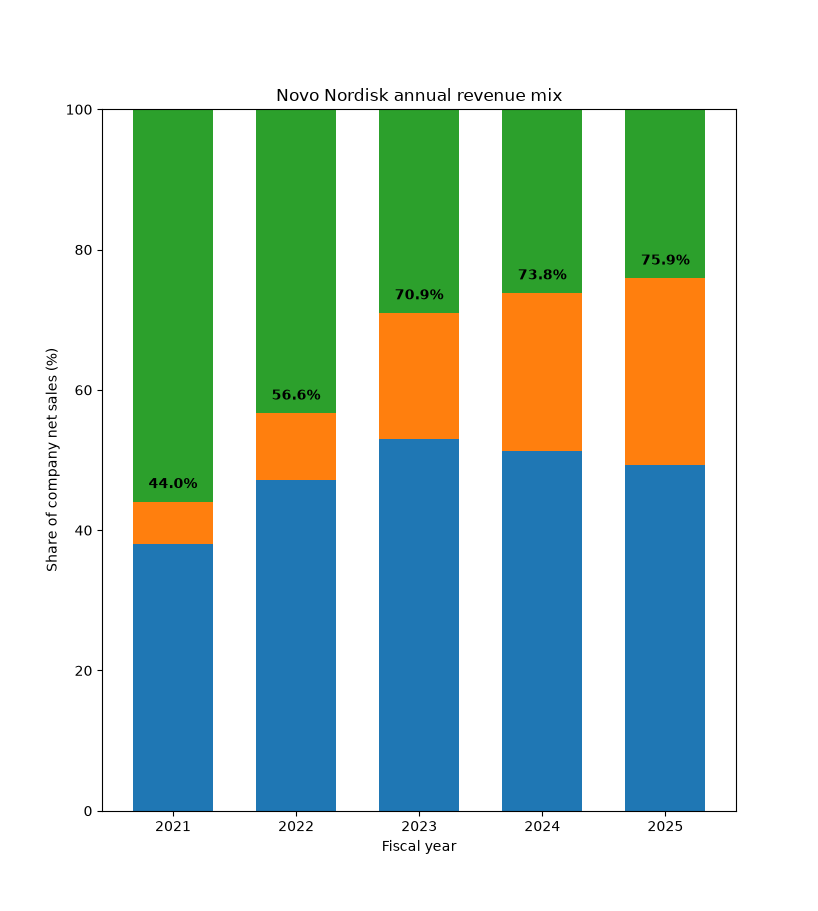 Novo Nordisk annual revenue mix
Share of company net sales (%)
100
80
60
40
20
0
44.0%
56.6%
70.9%
73.8%
75.9%
2021 2022 2023 2024 2025
Fiscal year